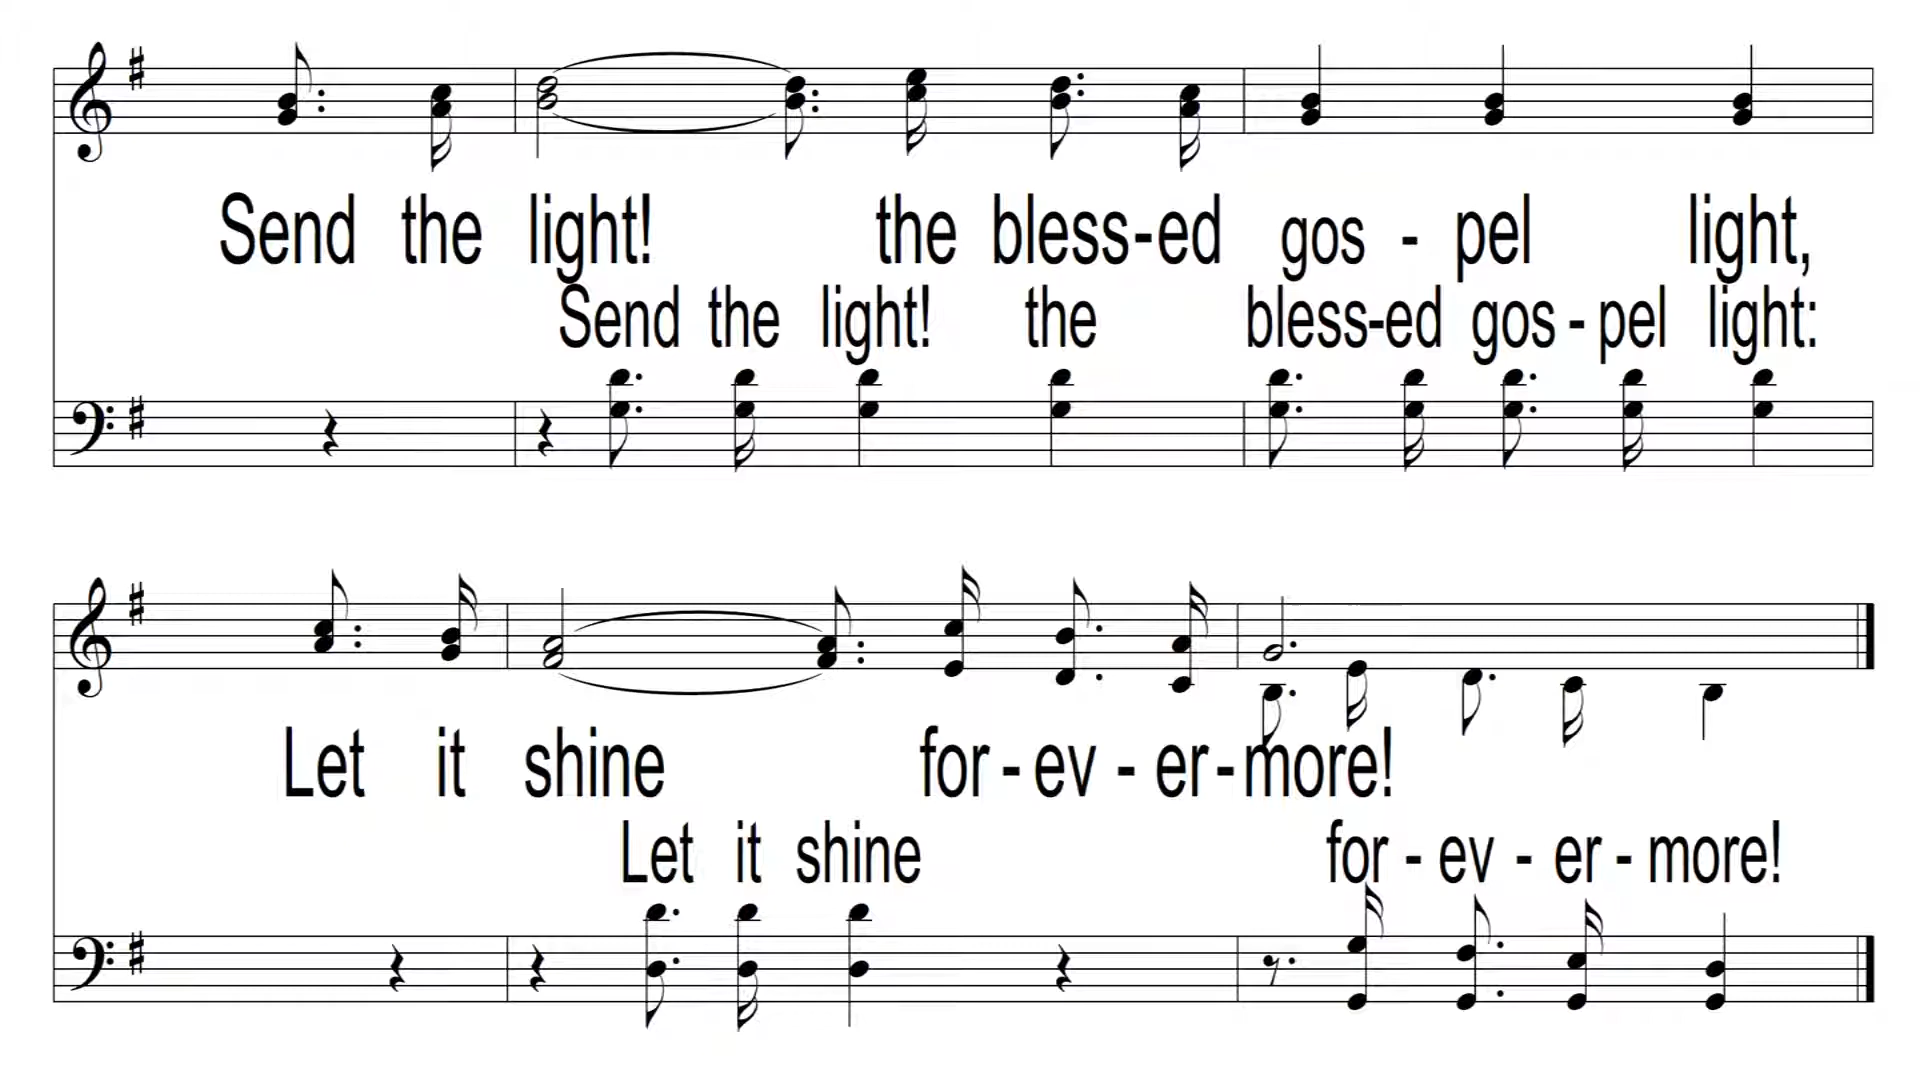 Send the light! the bless-ed gos - pel light,
Send the light! the bless-ed gos - pel light:
Let it shine for - ev - er - more!
Let it shine for - ev - er - more!